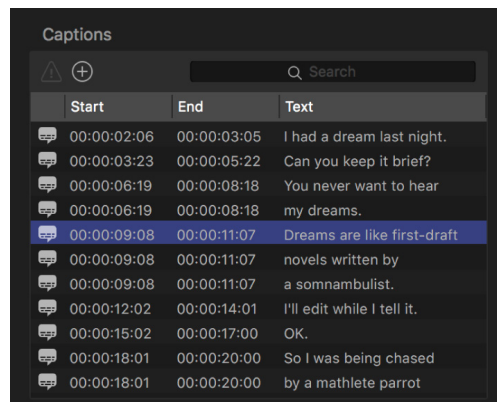 Captions
Search
Start End Text
00:00:02:06 00:00:03:05 I had a dream last night.
00:00:03:23 00:00:05:22 Can you keep it brief?
00:00:06:19 00:00:08:18 You never want to hear
00:00:06:19 00:00:08:18 my dreams.
00:00:09:08 00:00:11:07 Dreams are like first-draft
00:00:09:08 00:00:11:07 novels written by
00:00:09:08 00:00:11:07 a somnambulist.
00:00:12:02 00:00:14:01 I'll edit while I tell it.
00:00:15:02 00:00:17:00 OK.
00:00:18:01 00:00:20:00 So I was being chased
00:00:18:01 00:00:20:00 by a mathlete parrot